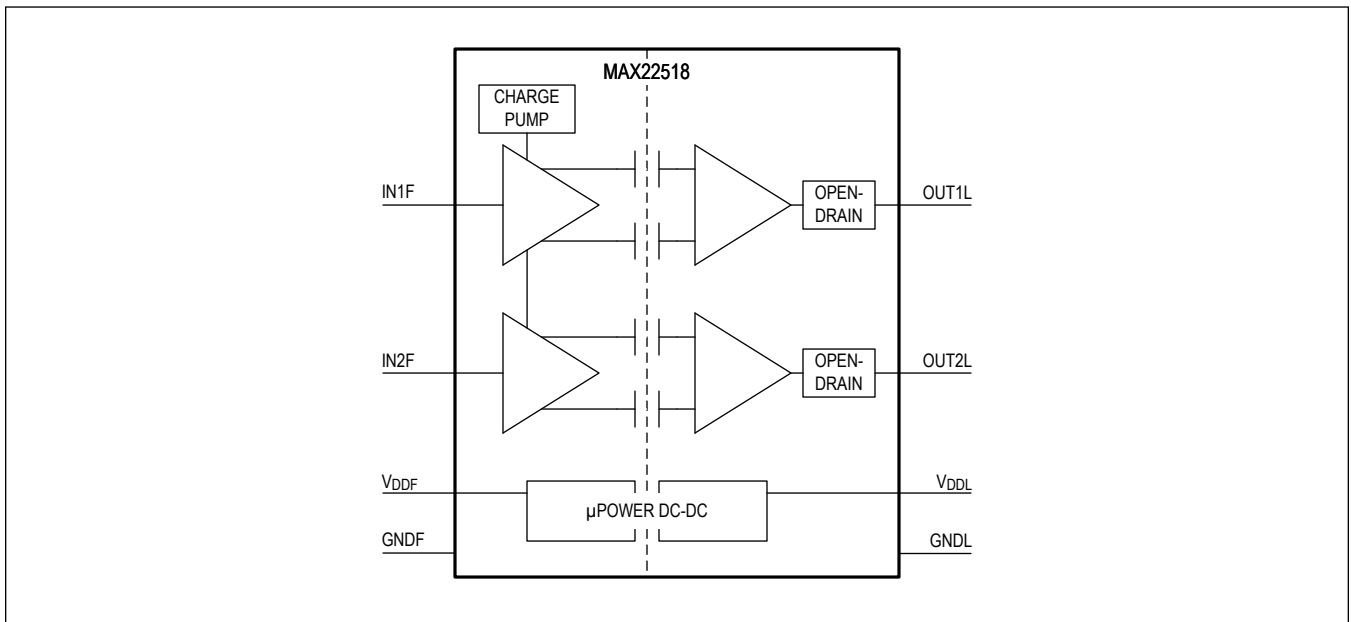 MAX22518
CHARGE
PUMP
IN1F
OPEN-
DRAIN
OUT1L
IN2F
OPEN-
DRAIN
OUT2L
VDDF
µPOWER DC-DC
VDDL
GNDF
GNDL